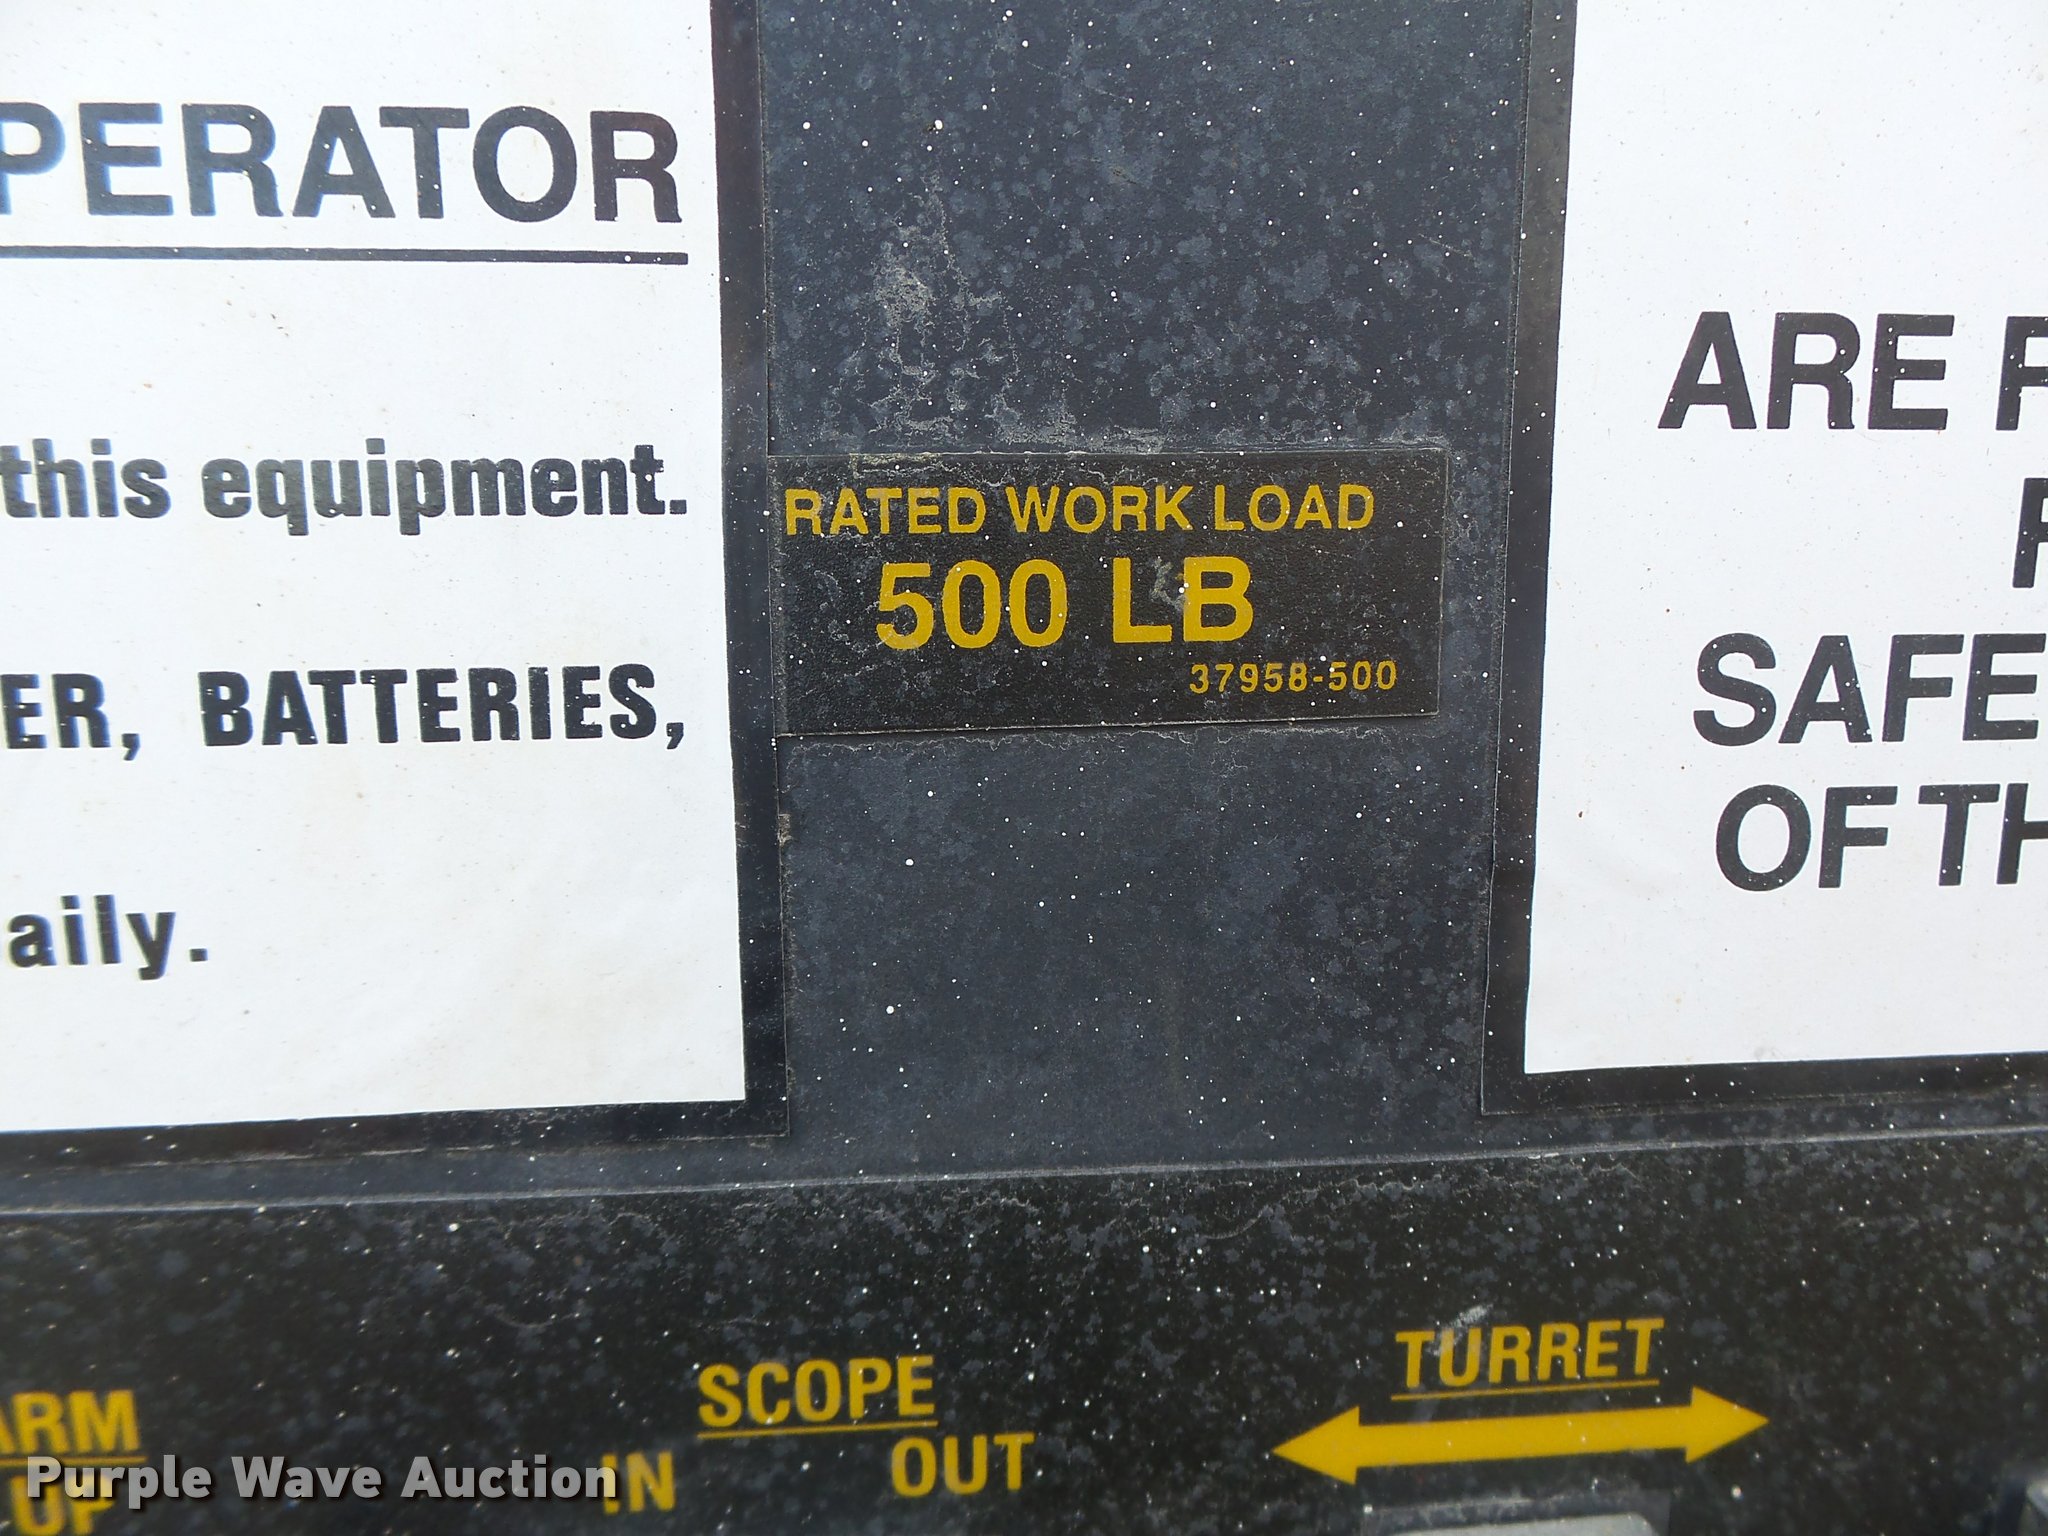 PERATOR
this equipment.
ER, BATTERIES,
aily.
RATED WORK LOAD
500 LB
37958-500
ARE
SAFE
OF TH
ARM
UP
SCOPE
IN OUT
TURRET
Purple Wave Auction